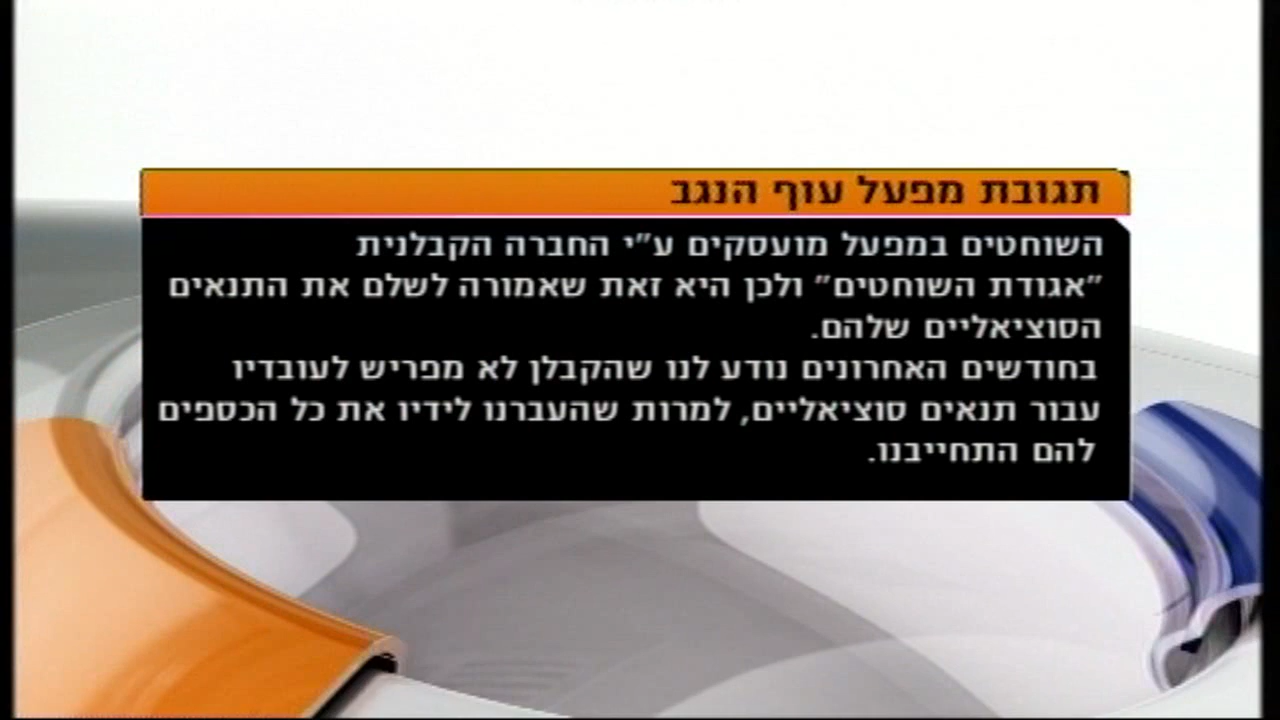 תגובת מפעל עוף הנגב
השוחטים במפעל מועסקים ע"י החברה הקבלנית
"אגודת השוחטים" ולכן היא זאת שאמורה לשלם את התנאים
הסוציאליים שלהם.
בחודשים האחרונים נודע לנו שהקבלן לא מפריש לעובדיו
עבור תנאים סוציאליים, למרות שהעברנו לידיו את כל הכספים
להם התחייבנו.